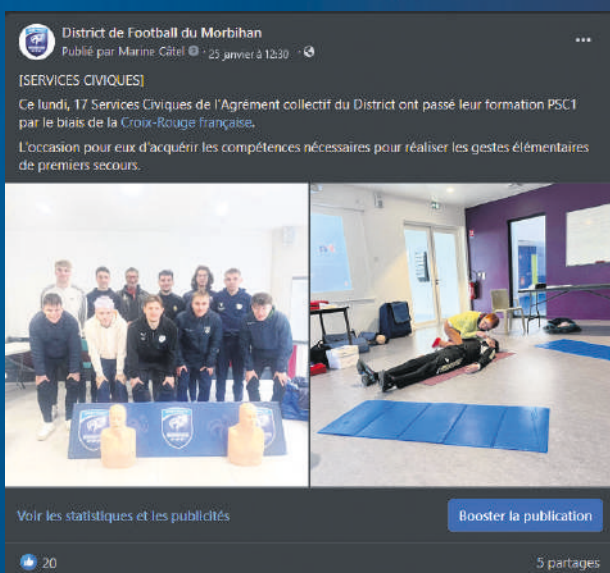 District de Football du Morbihan
Publié par Marine Câtel · 25 janvier à 12:30 ·
[SERVICES CIVIQUES]
Ce lundi, 17 Services Civiques de l'Agrément collectif du District ont passé leur formation PSC1
par le biais de la Croix-Rouge française.
L'occasion pour eux d'acquérir les compétences nécessaires pour réaliser les gestes élémentaires
de premiers secours.
Voir les statistiques et les publicités
Booster la publication
20
5 partages